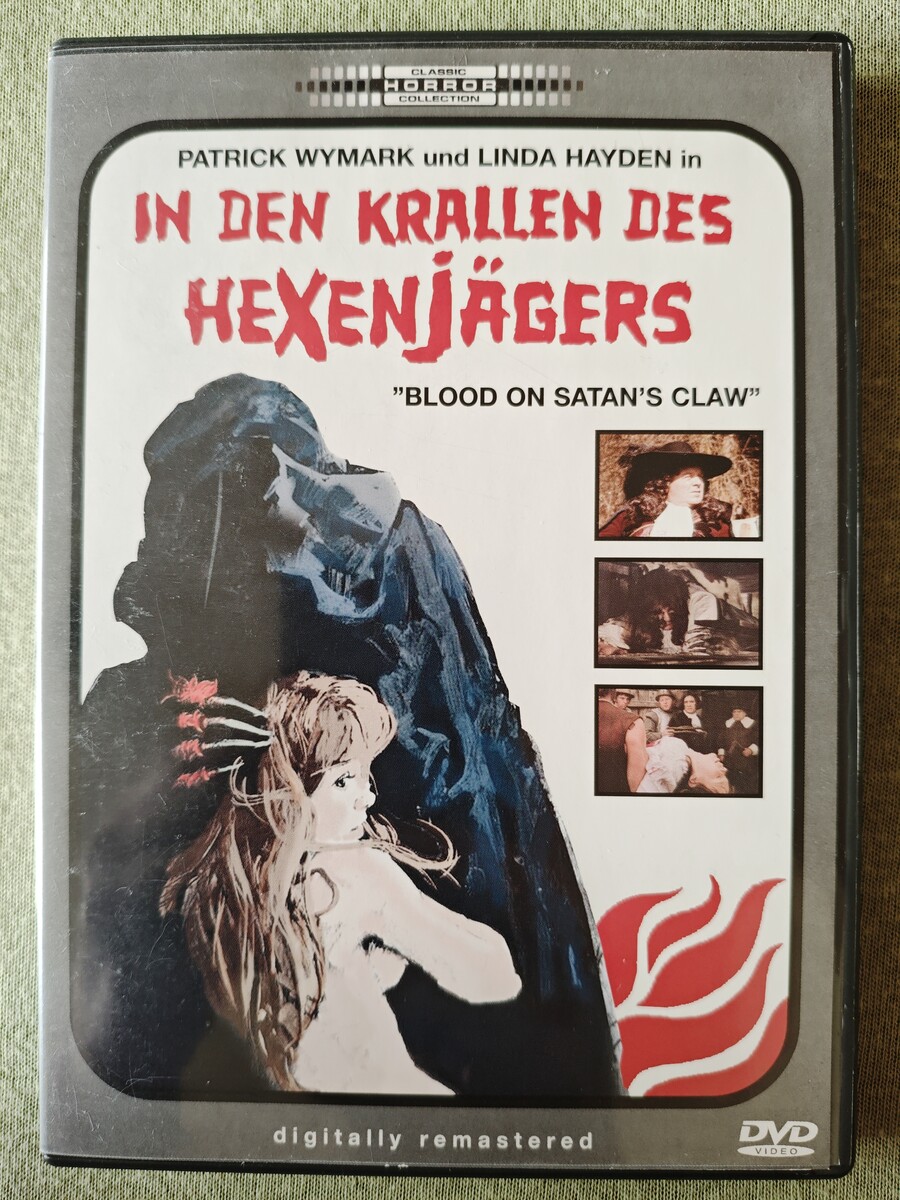 CLASSIC
HORROR
COLLECTION
PATRICK WYMARK und LINDA HAYDEN in
IN DEN KRALLEN DES
HEXENJÄGERS
”BLOOD ON SATAN'S CLAW”
digitally remastered
DVD
VIDEO